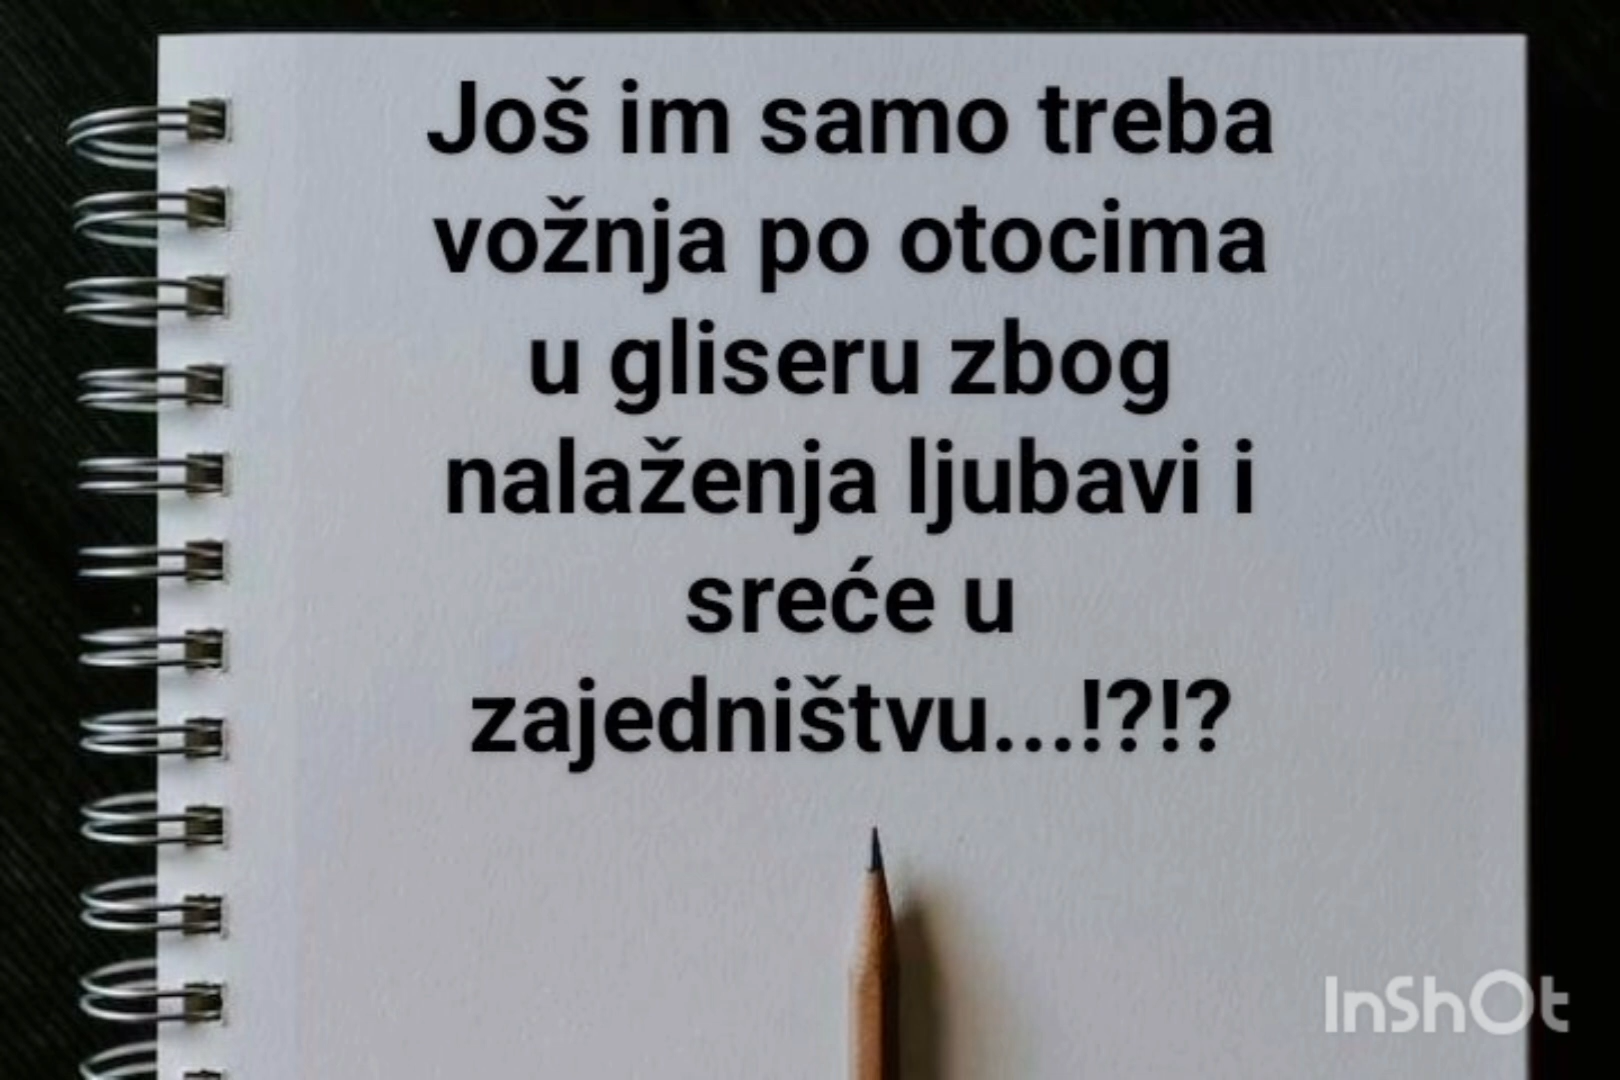 Još im samo treba
vožnja po otocima
u gliseru zbog
nalaženja ljubavi i
sreće u
zajedništvu...!?!?
InShOt